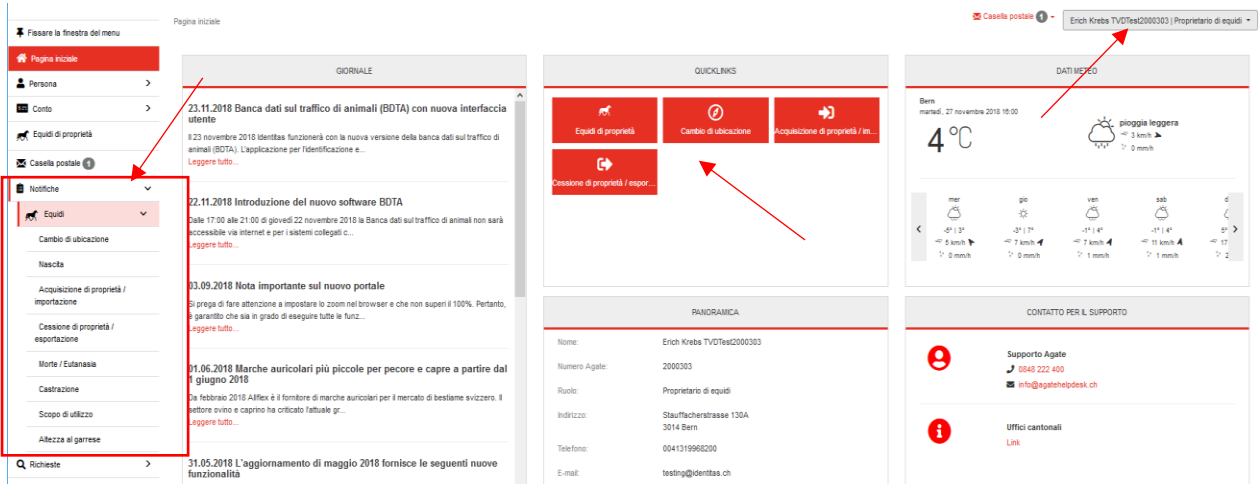 Fissare la finestra del menu
Pagina iniziale
Persona
Conto
Equidi di proprietà
Casella postale 1
Notifiche
Equidi
Cambio di ubicazione
Nascita
Acquisizione di proprietà /
importazione
Cessione di proprietà /
esportazione
Morte / Eutanasia
Castrazione
Scopo di utilizzo
Altezza al garrese
Richieste
Pagina iniziale
Casella postale 1
Erich Krebs TVDTest2000303 | Proprietario di equidi
GIORNALE
23.11.2018 Banca dati sul traffico di animali (BDTA) con nuova interfaccia
utente
Il 23 novembre 2018 Identitas funzionerà con la nuova versione della banca dati sul traffico di
animali (BDTA). L'applicazione per l'identificazione e...
Leggere tutto...
22.11.2018 Introduzione del nuovo software BDTA
Dalle 17:00 alle 21:00 di giovedì 22 novembre 2018 la Banca dati sul traffico di animali non sarà
accessibile via internet e per i sistemi collegati c...
Leggere tutto...
03.09.2018 Nota importante sul nuovo portale
Si prega di fare attenzione a impostare lo zoom nel browser e che non superi il 100%. Pertanto,
è garantito che sia in grado di eseguire tutte le funz...
Leggere tutto...
01.06.2018 Marche auricolari più piccole per pecore e capre a partire dal
1 giugno 2018
Da febbraio 2018 Allflex è il fornitore di marche auricolari per il mercato di bestiame svizzero. Il
settore ovino e caprino ha criticato l'attuale gr...
Leggere tutto...
31.05.2018 L'aggiornamento di maggio 2018 fornisce le seguenti nuove
funzionalità
QUICKLINKS
Equidi di proprietà
Cambio di ubicazione
Acquisizione di proprietà / im...
Cessione di proprietà / espor...
PANORAMICA
Nome: Erich Krebs TVDTest2000303
Numero Agate: 2000303
Ruolo: Proprietario di equidi
Indirizzo: Stauffacherstrasse 130A
3014 Bern
Telefono: 0041319968200
E-mail: testing@identitas.ch
DATI METEO
Bern
martedì, 27 novembre 2018 16:00
4 °C
pioggia leggera
3 km/h
0 mm/h
mer gio ven sab d
-5° | 3° -3° | 7° -1° | 4° -1° | 4° 5°
5 km/h 7 km/h 7 km/h 11 km/h 17
0 mm/h 0 mm/h 1 mm/h 1 mm/h 2
CONTATTO PER IL SUPPORTO
Supporto Agate
0848 222 400
info@agatehelpdesk.ch
Uffici cantonali
Link